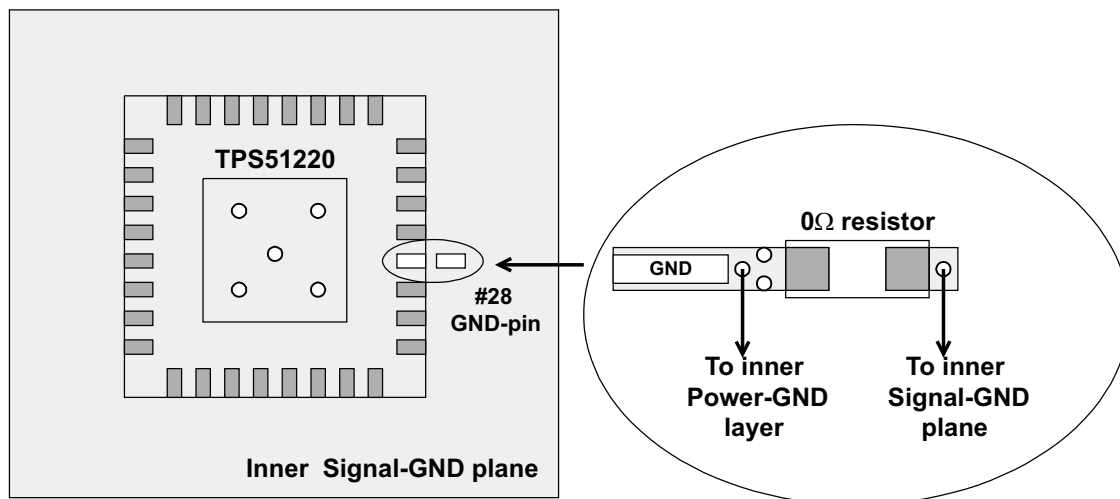 TPS51220
#28
GND-pin
Inner Signal-GND plane
0Ω resistor
GND
To inner
Power-GND
layer
To inner
Signal-GND
plane